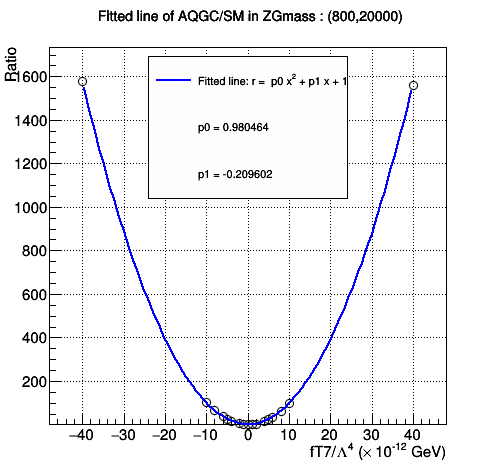 FItted line of AQGC/SM in ZGmass : (800,20000)
Ratio
Fitted line: r = p0 x² + p1 x + 1
p0 = 0.980464
p1 = -0.209602
1600
1400
1200
1000
800
600
400
200
−40 −30 −20 −10 0 10 20 30 40
fT7/Λ⁴ (× 10⁻¹² GeV)